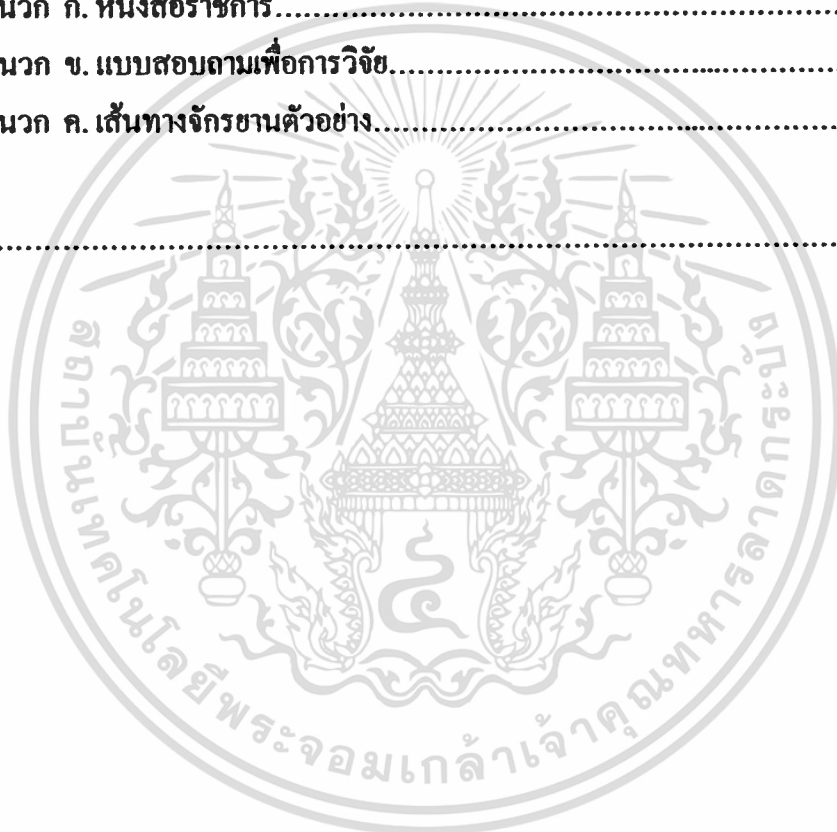 นวก ก. หนังสือราชการ
นวก ข. แบบสอบถามเพื่อการวิจัย
นวก ค. เส้นทางจักรยานตัวอย่าง
สถาบันเทคโนโลยีพระจอมเกล้าเจ้าคุณทหารลาดกระบัง